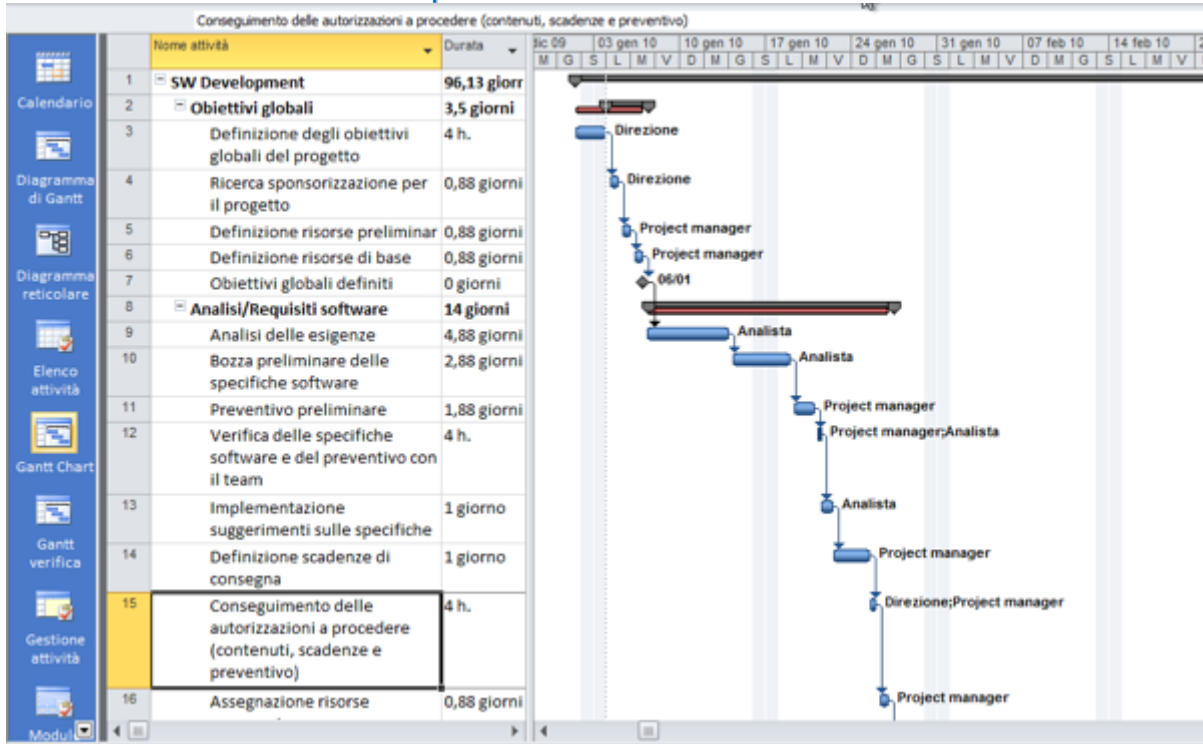 Conseguimento delle autorizzazioni a procedere (contenuti, scadenze e preventivo)
Nome attività Durata dic 09 03 gen 10 10 gen 10 17 gen 10 24 gen 10 31 gen 10 07 feb 10 14 feb 10
M G S L M V D M G S L M V D M G S L M V D M G S L M V
1 SW Development 96,13 giorr
2 Obiettivi globali 3,5 giorni
3 Definizione degli obiettivi 4 h. Direzione
globali del progetto
4 Ricerca sponsorizzazione per 0,88 giorni Direzione
il progetto
5 Definizione risorse preliminar 0,88 giorni Project manager
6 Definizione risorse di base 0,88 giorni Project manager
7 Obiettivi globali definiti 0 giorni 06/01
8 Analisi/Requisiti software 14 giorni
9 Analisi delle esigenze 4,88 giorni Analista
10 Bozza preliminare delle 2,88 giorni Analista
specifiche software
11 Preventivo preliminare 1,88 giorni Project manager
12 Verifica delle specifiche 4 h. Project manager;Analista
software e del preventivo con
il team
13 Implementazione 1 giorno Analista
suggerimenti sulle specifiche
14 Definizione scadenze di 1 giorno Project manager
consegna
15 Conseguimento delle 4 h. Direzione;Project manager
autorizzazioni a procedere
(contenuti, scadenze e
preventivo)
16 Assegnazione risorse 0,88 giorni Project manager
Calendario
Diagramma
di Gantt
Diagramma
reticolare
Elenco
attività
Gantt Chart
Gantt
verifica
Gestione
attività
Modul